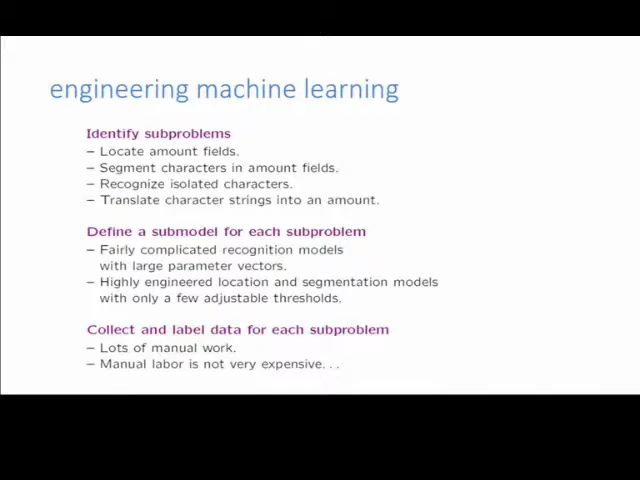 engineering machine learning
Identify subproblems
– Locate amount fields.
– Segment characters in amount fields.
– Recognize isolated characters.
– Translate character strings into an amount.
Define a submodel for each subproblem
– Fairly complicated recognition models
with large parameter vectors.
– Highly engineered location and segmentation models
with only a few adjustable thresholds.
Collect and label data for each subproblem
– Lots of manual work.
– Manual labor is not very expensive...